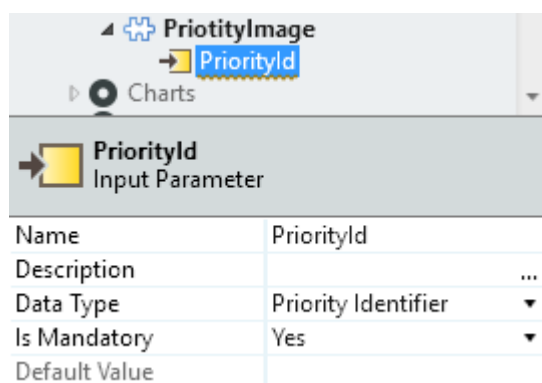 PriotityImage
PriorityId
Charts
PriorityId
Input Parameter
Name PriorityId
Description ...
Data Type Priority Identifier
Is Mandatory Yes
Default Value